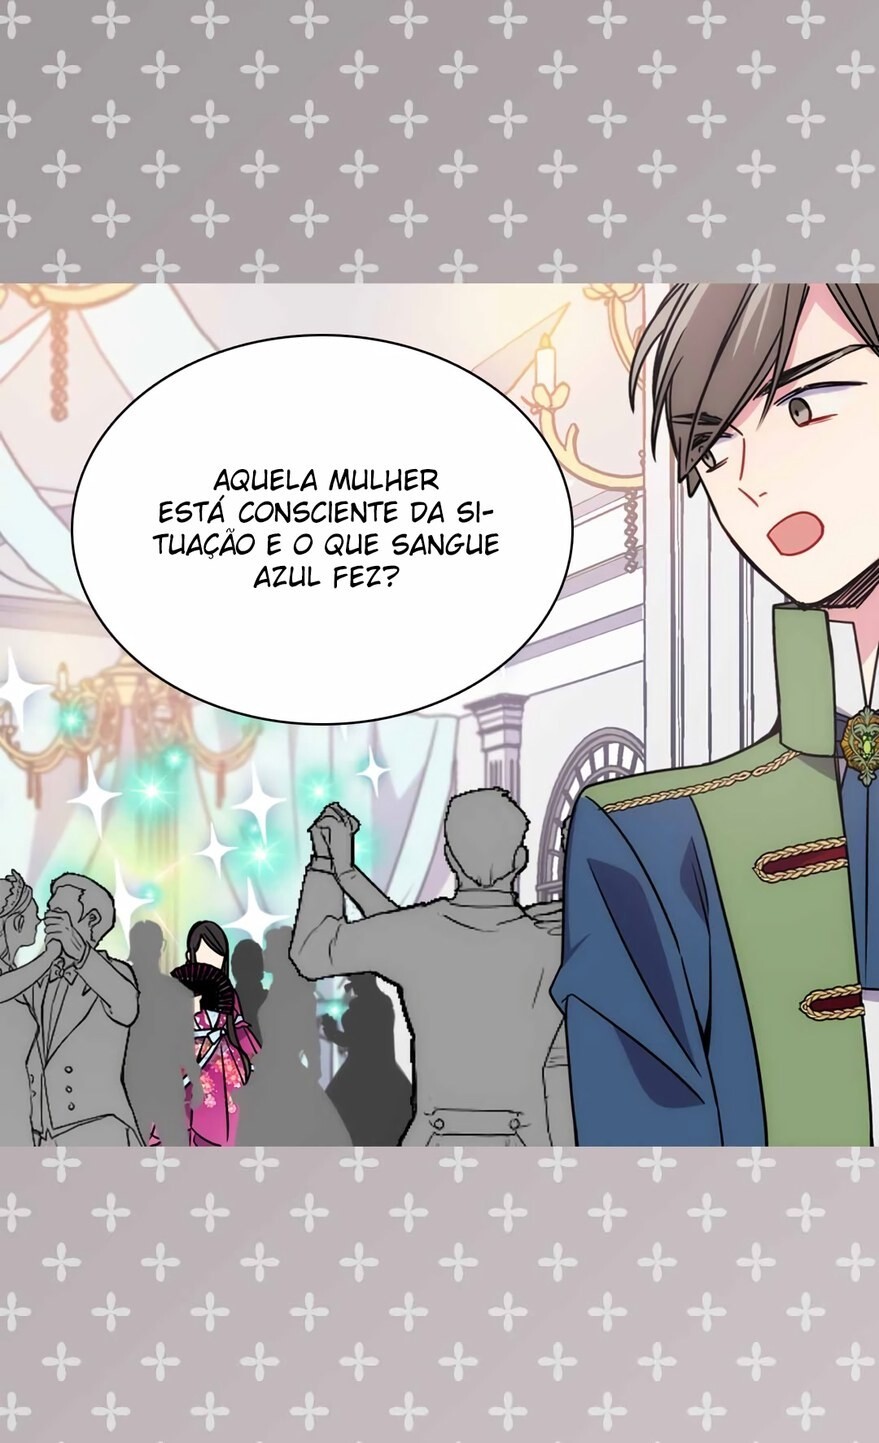 AQUELA MULHER
ESTÁ CONSCIENTE DA SI-
TUAÇÃO E O QUE SANGUE
AZUL FEZ?